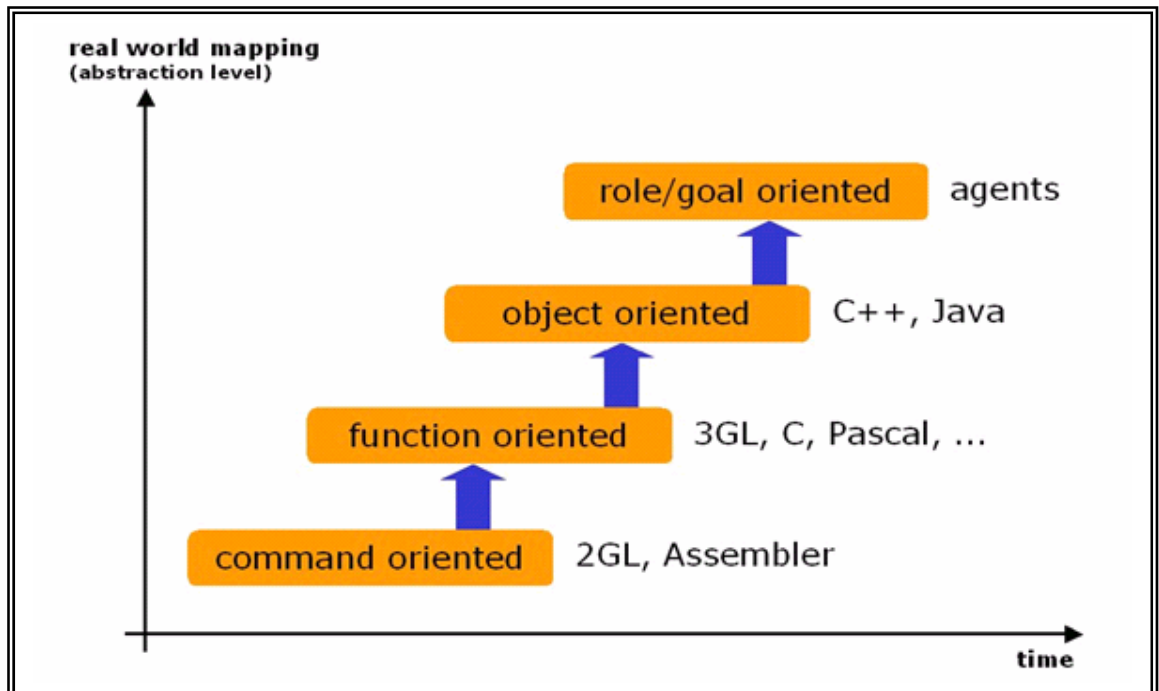 real world mapping
(abstraction level)
role/goal oriented agents
object oriented C++, Java
function oriented 3GL, C, Pascal, ...
command oriented 2GL, Assembler
time